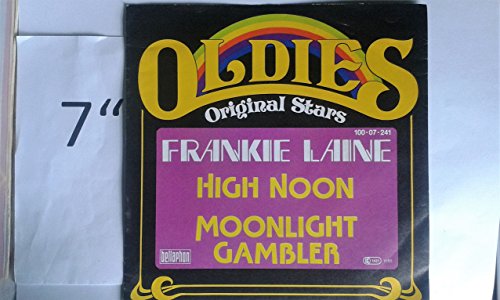 7“
OLDIES
Original Stars
100·07·241
FRANKIE LAINE
HIGH NOON
MOONLIGHT
GAMBLER
bellaphon